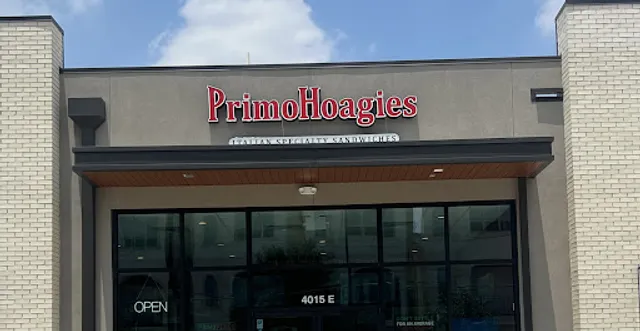 PrimoHoagies
ITALIAN SPECIALTY SANDWICHES
4015 E
OPEN